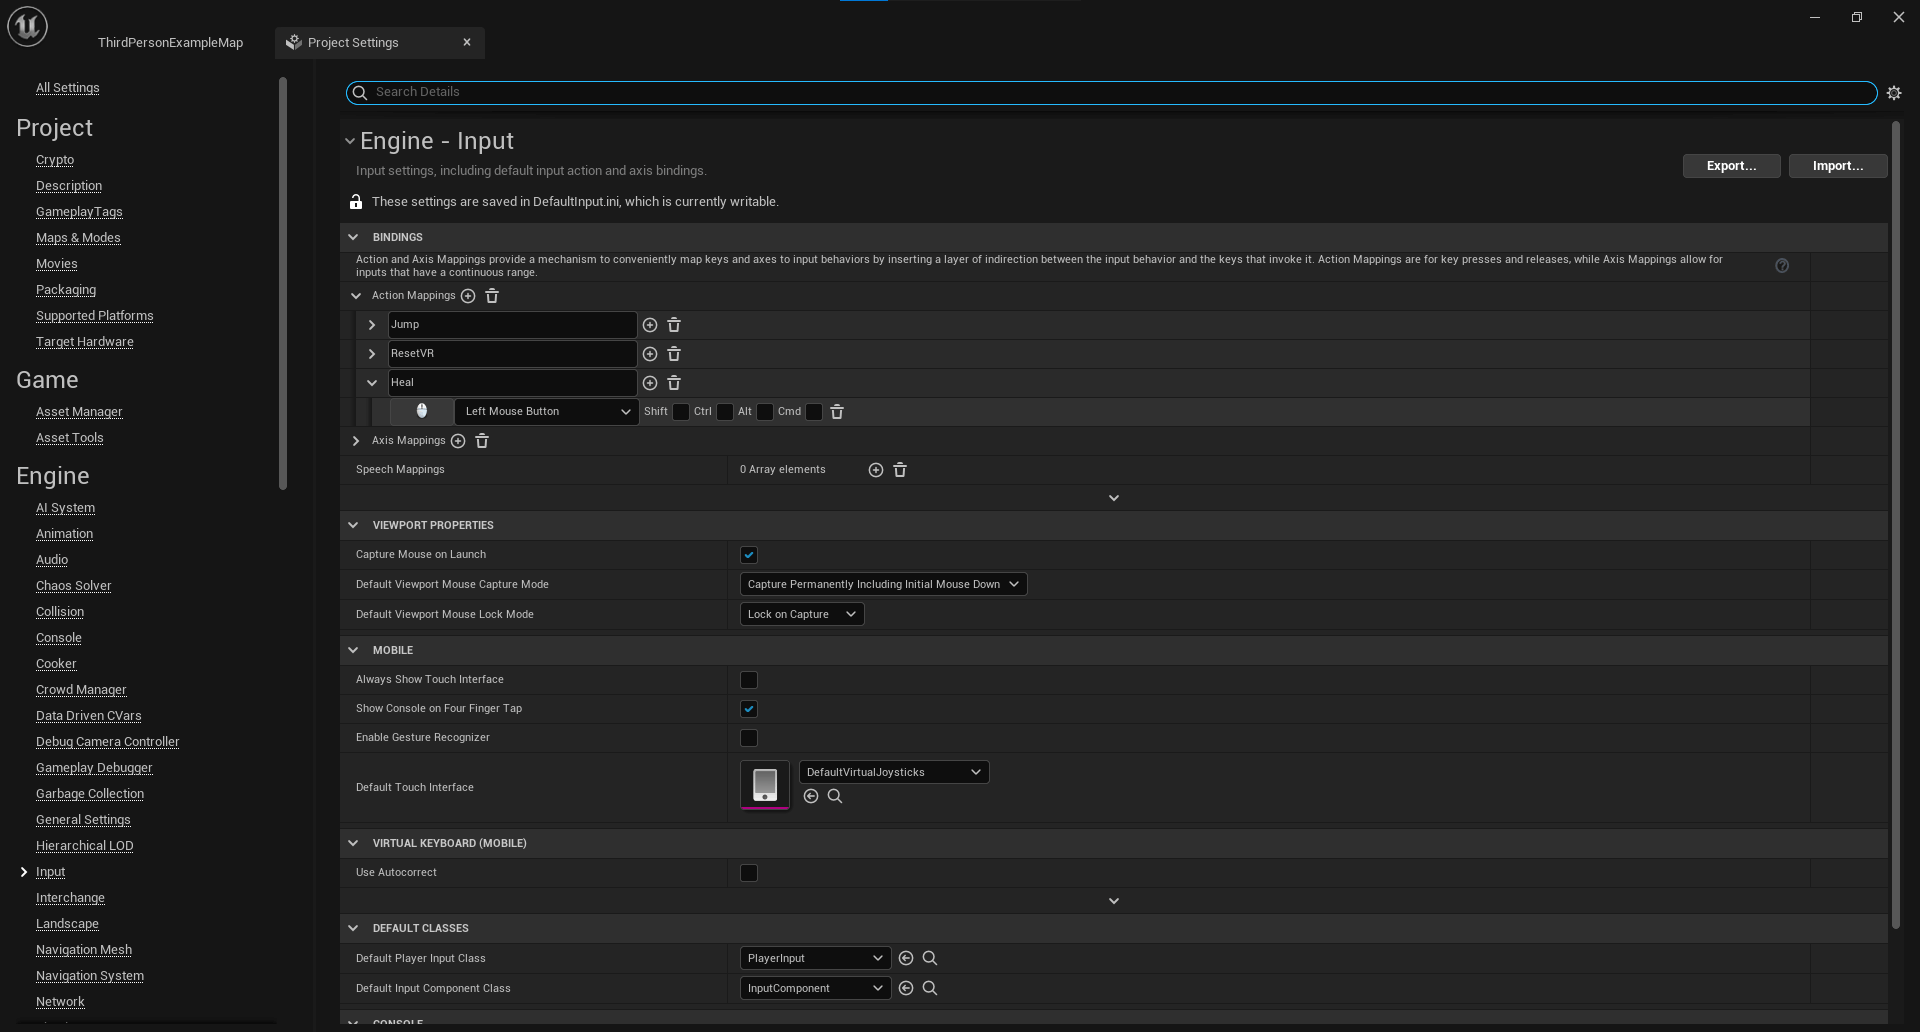 ThirdPersonExampleMap
Project Settings
All Settings
Project
Crypto
Description
GameplayTags
Maps & Modes
Movies
Packaging
Supported Platforms
Target Hardware
Game
Asset Manager
Asset Tools
Engine
AI System
Animation
Audio
Chaos Solver
Collision
Console
Cooker
Crowd Manager
Data Driven CVars
Debug Camera Controller
Gameplay Debugger
Garbage Collection
General Settings
Hierarchical LOD
Input
Interchange
Landscape
Navigation Mesh
Navigation System
Network
Search Details
Engine - Input
Input settings, including default input action and axis bindings.
Export...
Import...
These settings are saved in DefaultInput.ini, which is currently writable.
BINDINGS
Action and Axis Mappings provide a mechanism to conveniently map keys and axes to input behaviors by inserting a layer of indirection between the input behavior and the keys that invoke it. Action Mappings are for key presses and releases, while Axis Mappings allow for
inputs that have a continuous range.
Action Mappings
Jump
ResetVR
Heal
Left Mouse Button Shift Ctrl Alt Cmd
Axis Mappings
Speech Mappings 0 Array elements
VIEWPORT PROPERTIES
Capture Mouse on Launch
Default Viewport Mouse Capture Mode Capture Permanently Including Initial Mouse Down
Default Viewport Mouse Lock Mode Lock on Capture
MOBILE
Always Show Touch Interface
Show Console on Four Finger Tap
Enable Gesture Recognizer
Default Touch Interface DefaultVirtualJoysticks
VIRTUAL KEYBOARD (MOBILE)
Use Autocorrect
DEFAULT CLASSES
Default Player Input Class PlayerInput
Default Input Component Class InputComponent
CONSOLE